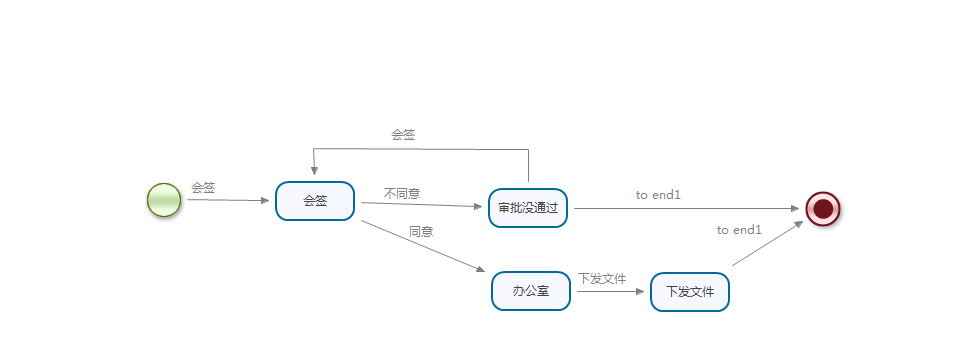 会签
会签
会签
不同意
审批没通过
to end1
同意
to end1
办公室
下发文件
下发文件